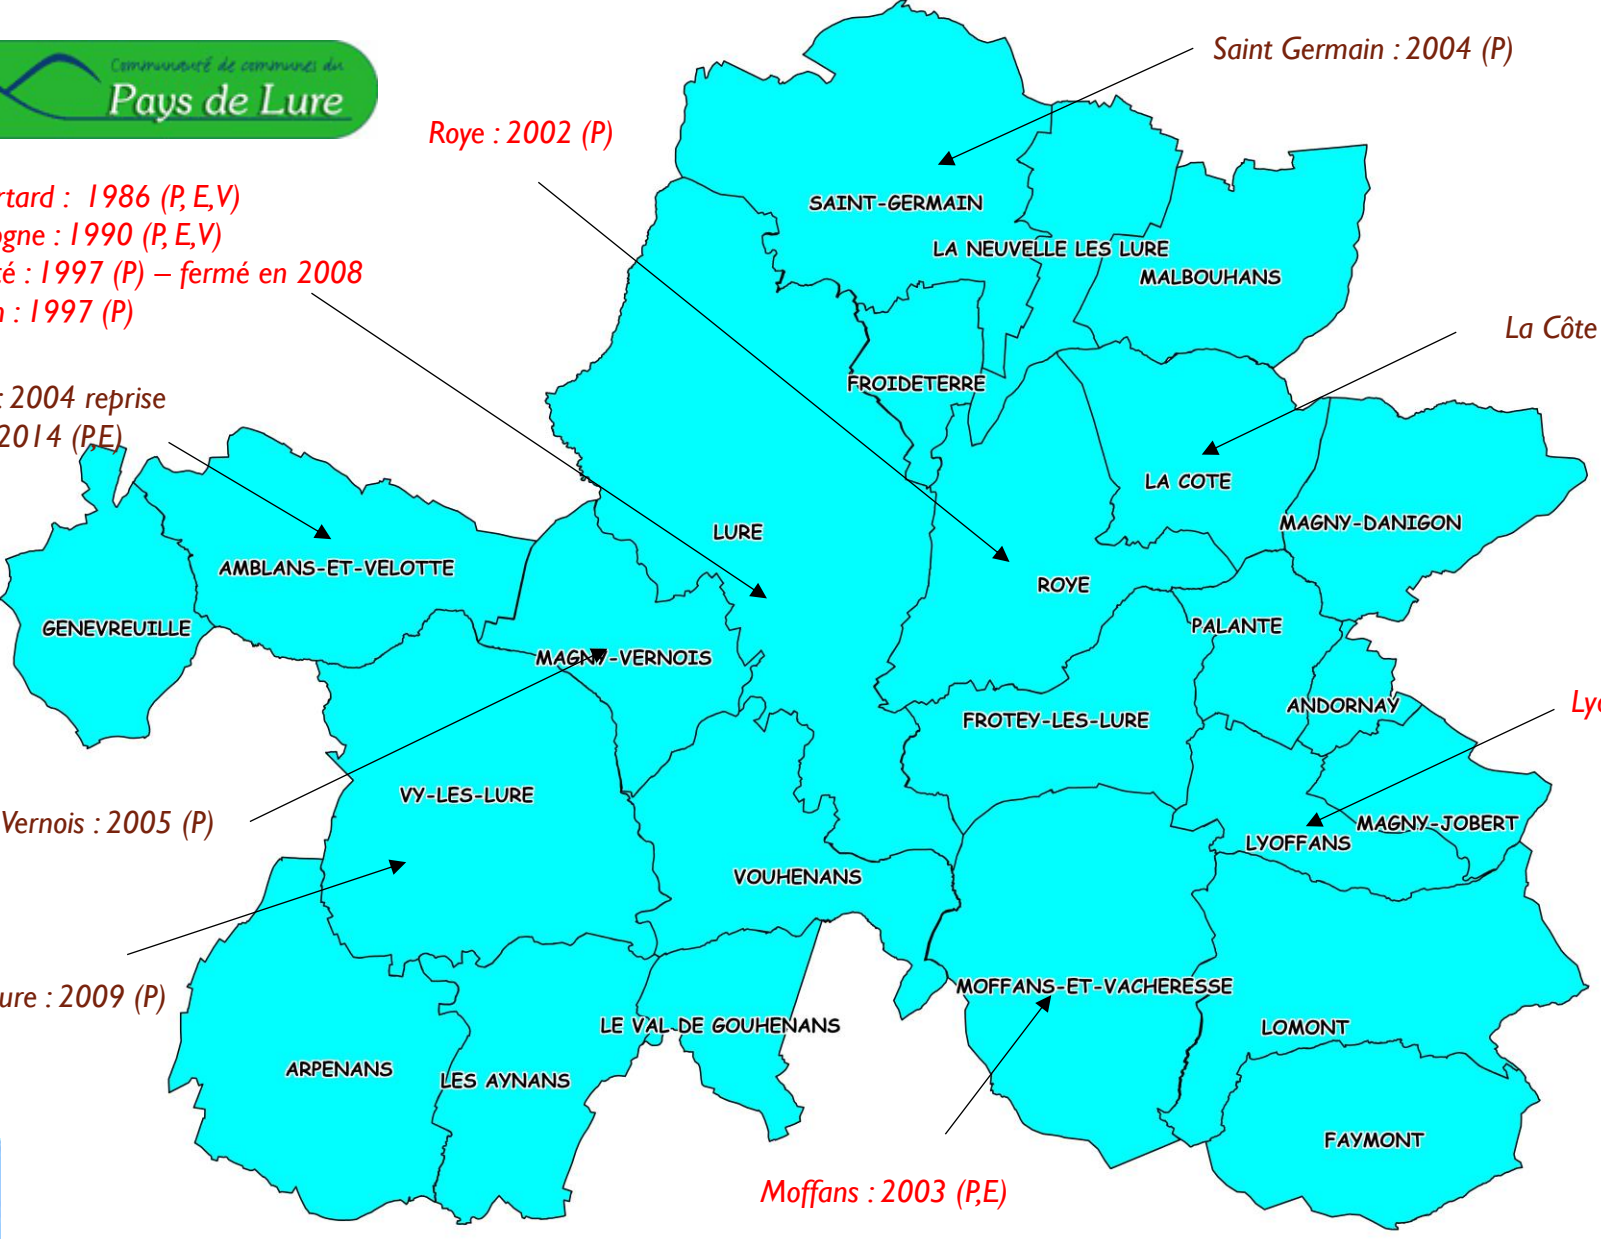 Communauté de communes du
Pays de Lure
Saint Germain : 2004 (P)
Roye : 2002 (P)
rtard : 1986 (P, E,V)
ogne : 1990 (P, E,V)
té : 1997 (P) – fermé en 2008
n : 1997 (P)
: 2004 reprise
2014 (P,E)
La Côte
Lyo
Vernois : 2005 (P)
ure : 2009 (P)
Moffans : 2003 (P,E)
SAINT-GERMAIN
LA NEUVELLE LES LURE
MALBOUHANS
FROIDETERRE
LA COTE
MAGNY-DANIGON
LURE
AMBLANS-ET-VELOTTE
ROYE
GENEVREUILLE
PALANTE
MAGNY-VERNOIS
ANDORNAY
FROTEY-LES-LURE
VY-LES-LURE
MAGNY-JOBERT
LYOFFANS
VOUHENANS
MOFFANS-ET-VACHERESSE
LE VAL-DE GOUHENANS
LOMONT
ARPENANS
LES AYNANS
FAYMONT